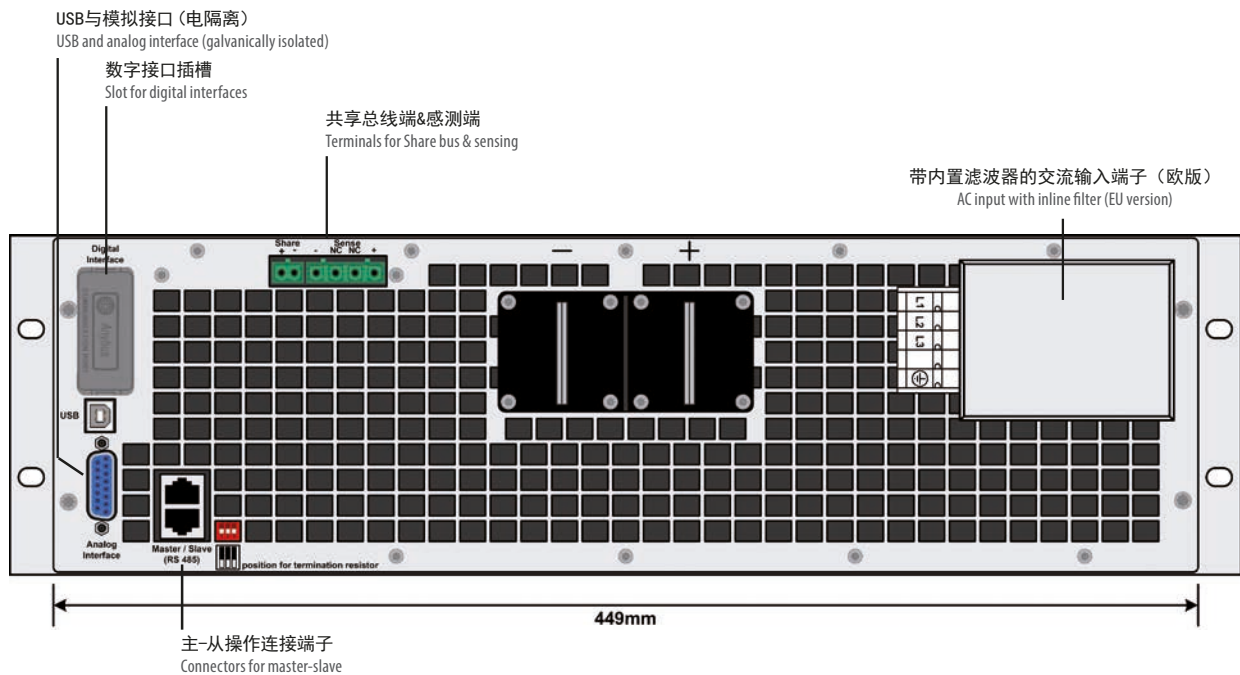 USB与模拟接口（电隔离）
USB and analog interface (galvanically isolated)
数字接口插槽
Slot for digital interfaces
共享总线端&感测端
Terminals for Share bus & sensing
带内置滤波器的交流输入端子（欧版）
AC input with inline filter (EU version)
Digital
Interface
Share
Sense
+ - - NC NC +
− +
Anybus
L1
L2
L3
USB
Analog
Interface
Master / Slave
(RS 485)
position for termination resistor
449mm
主-从操作连接端子
Connectors for master-slave